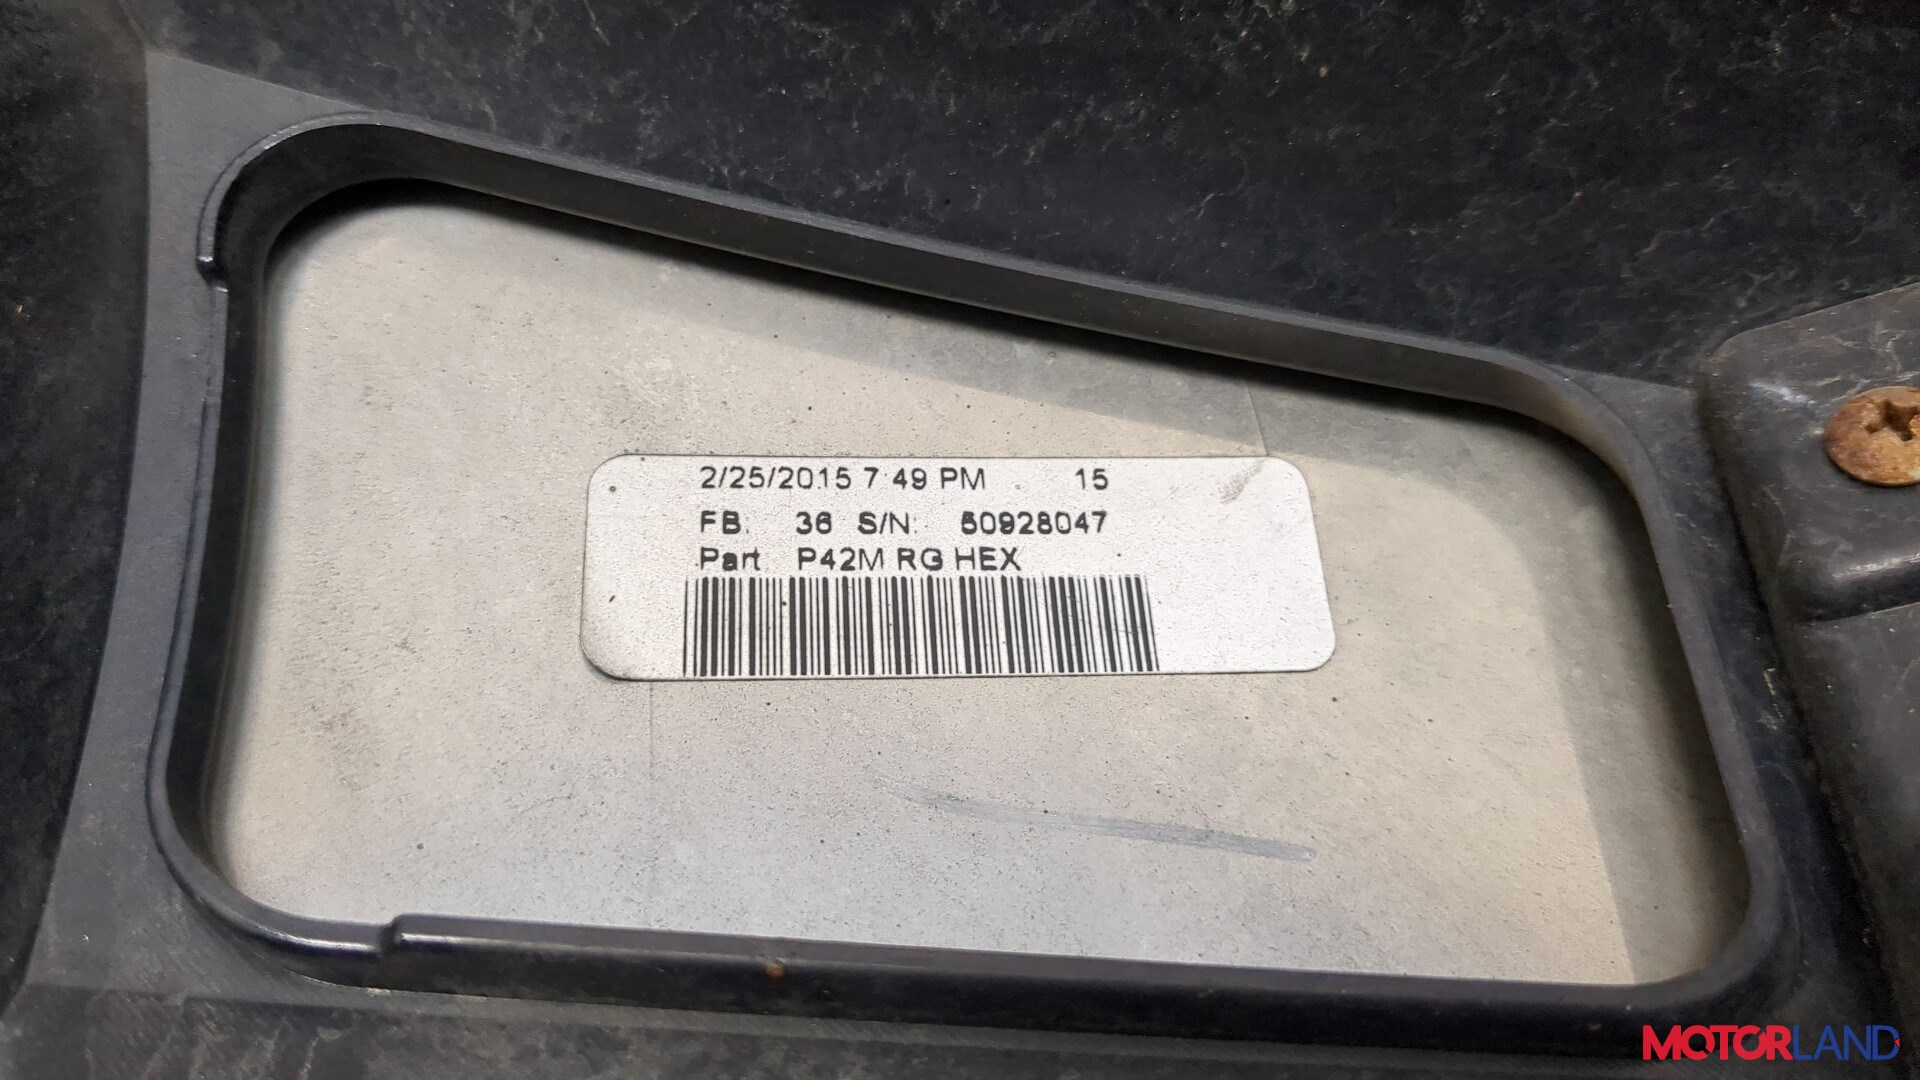 2/25/2015 7:49 PM 15
FB: 36 S/N: 50928047
Part P42M RG HEX
MOTORLAND